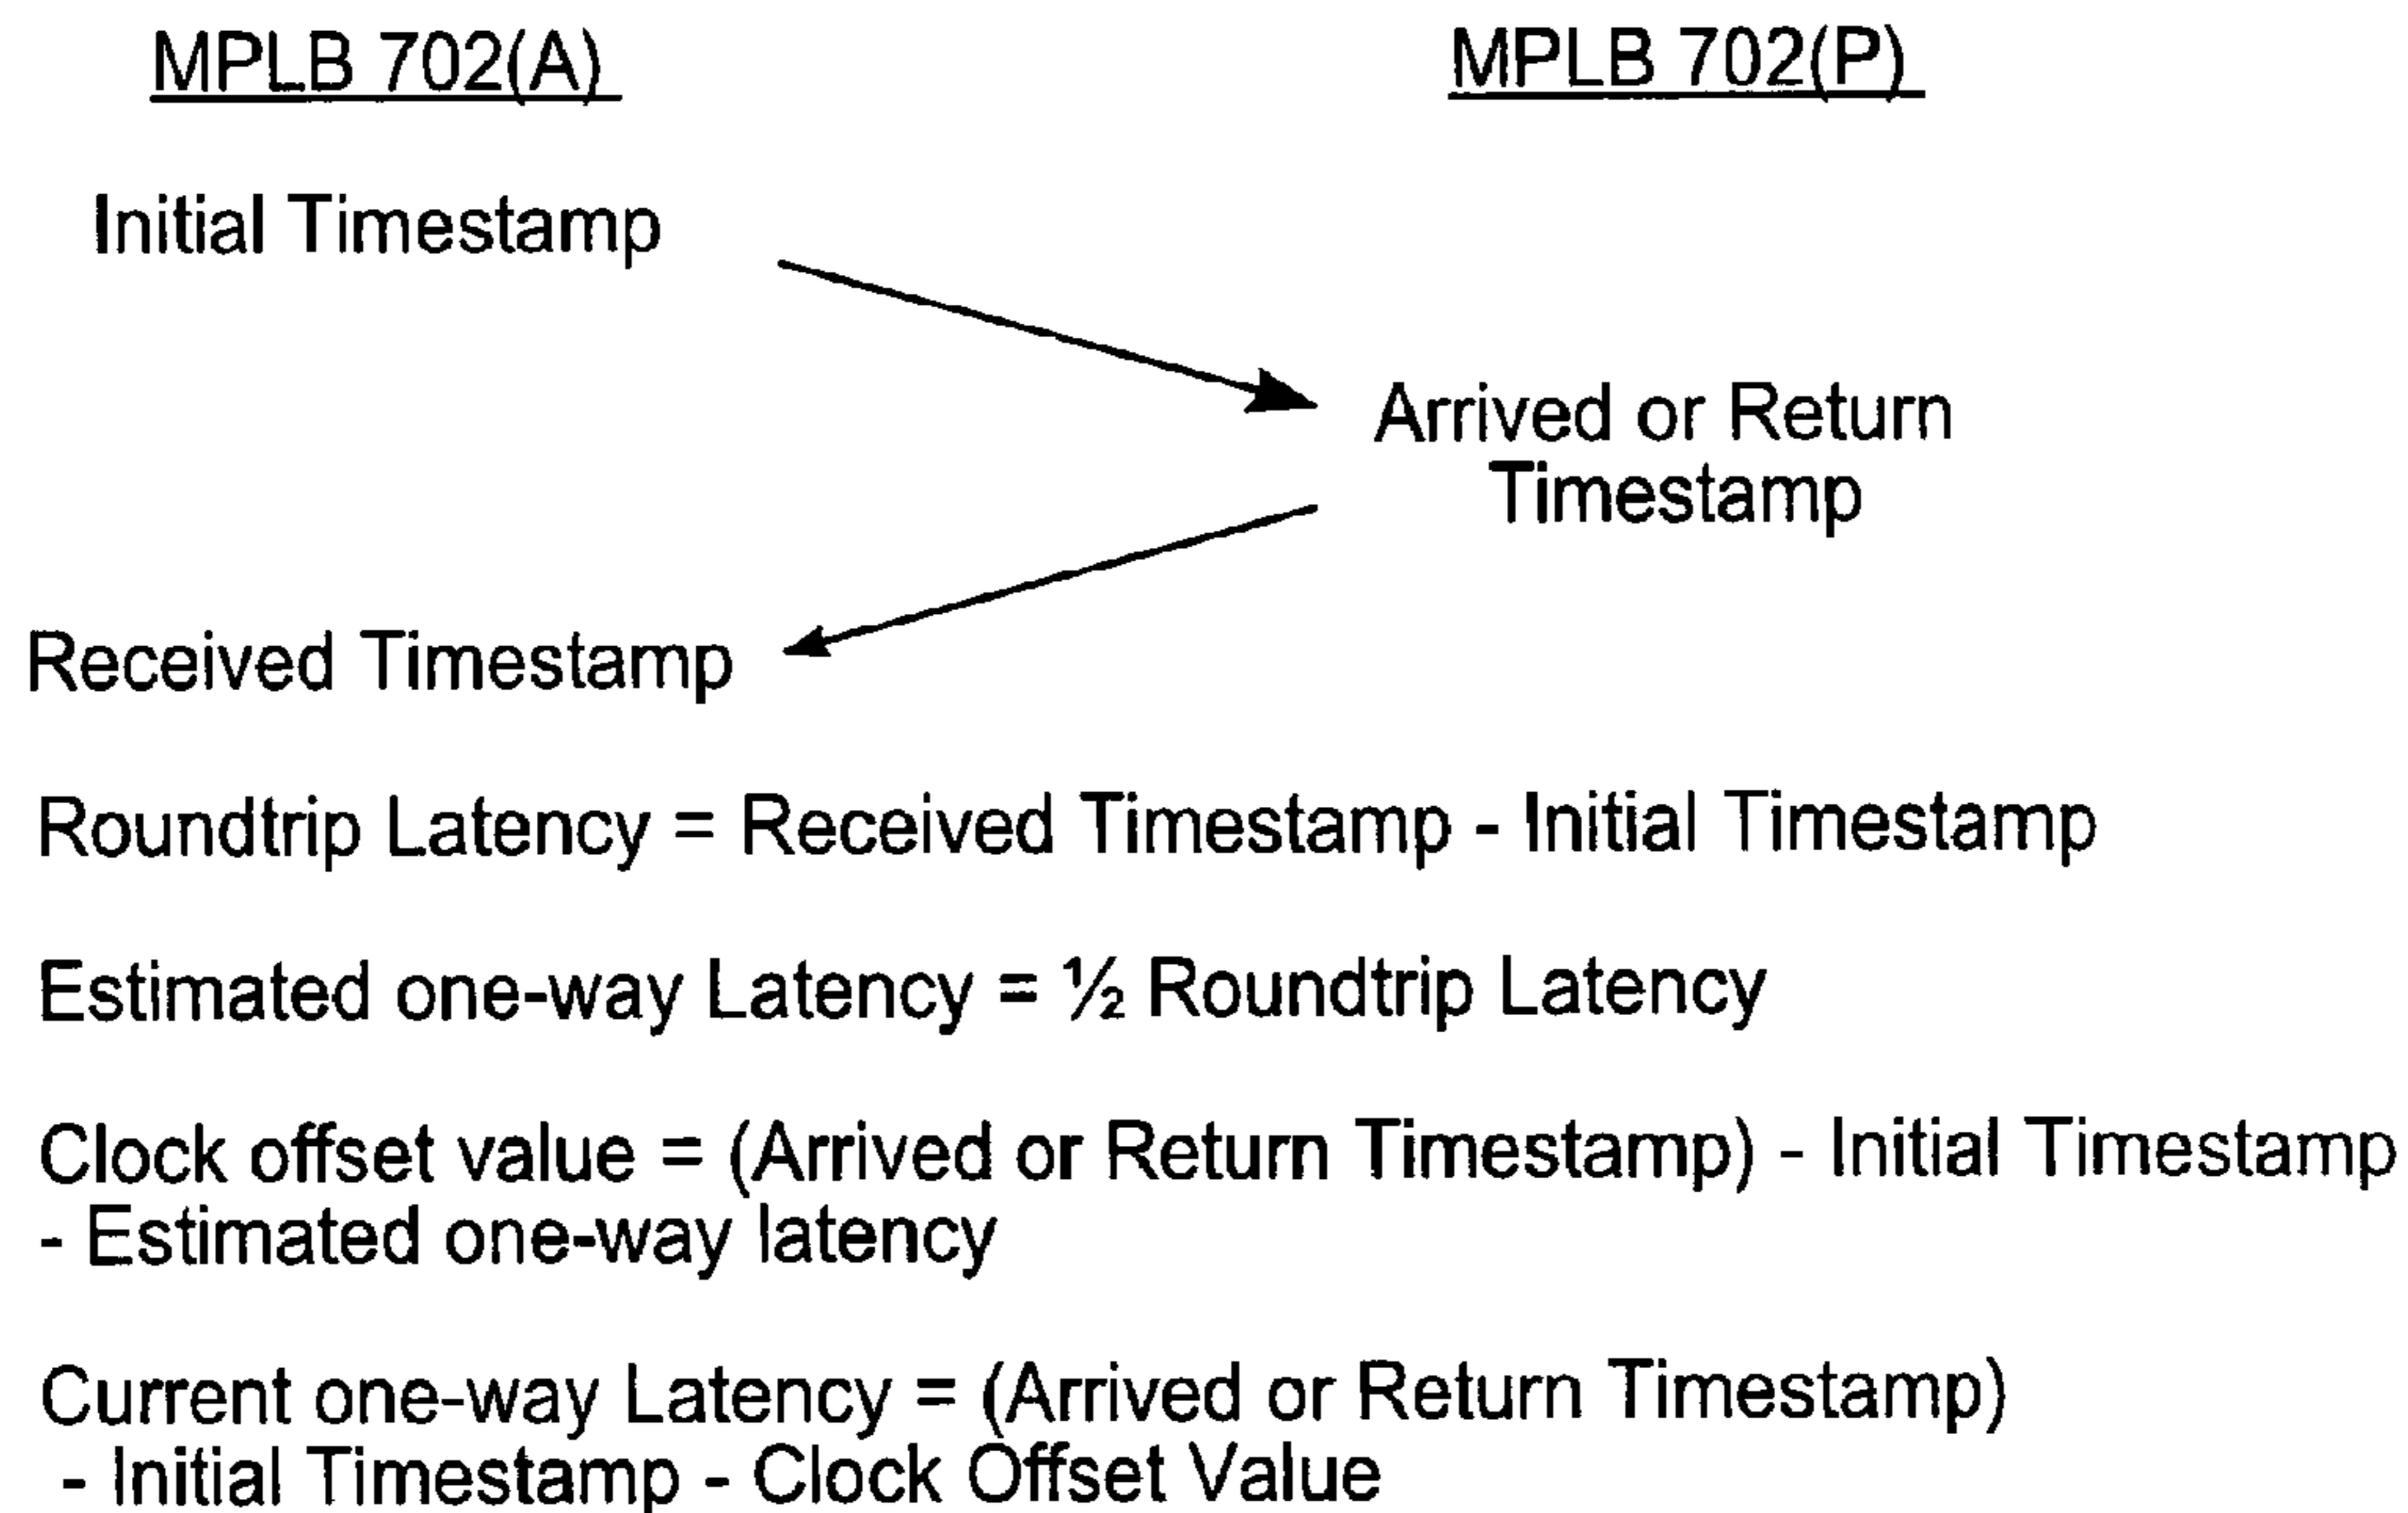 MPLB 702(A)
MPLB 702(P)
Initial Timestamp
Arrived or Return
Timestamp
Received Timestamp
Roundtrip Latency = Received Timestamp - Initial Timestamp
Estimated one-way Latency = ½ Roundtrip Latency
Clock offset value = (Arrived or Return Timestamp) - Initial Timestamp
- Estimated one-way latency
Current one-way Latency = (Arrived or Return Timestamp)
- Initial Timestamp - Clock Offset Value